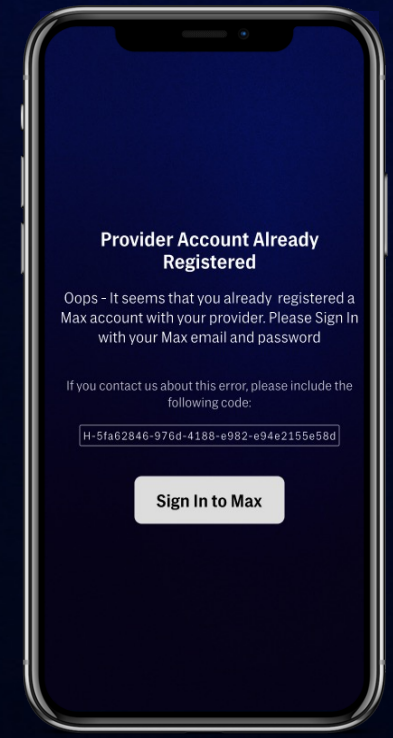 Provider Account Already
Registered
Oops - It seems that you already  registered a
Max account with your provider. Please Sign In
with your Max email and password
If you contact us about this error, please include the
following code:
H-5fa62846-976d-4188-e982-e94e2155e58d
Sign In to Max